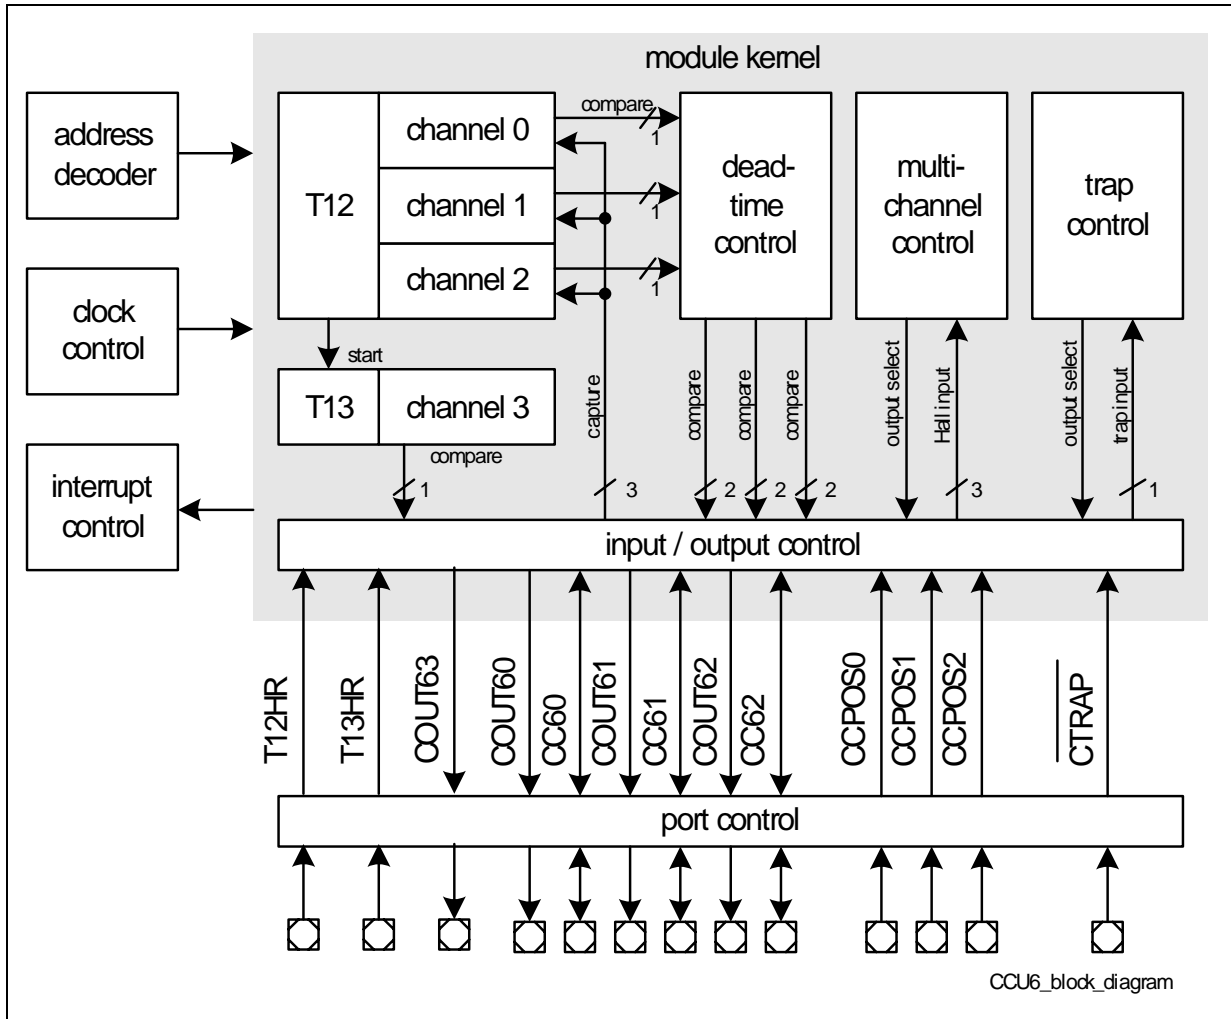 module kernel
address
decoder
clock
control
interrupt
control
T12
channel 0
channel 1
channel 2
compare
1
1
1
dead-
time
control
multi-
channel
control
trap
control
start
T13
channel 3
compare
1
capture
3
compare
2
compare
2
compare
2
output select
Hall input
3
output select
trap input
1
input / output control
T12HR
T13HR
COUT63
COUT60
CC60
COUT61
CC61
COUT62
CC62
CCPOS0
CCPOS1
CCPOS2
CTRAP
port control
CCU6_block_diagram